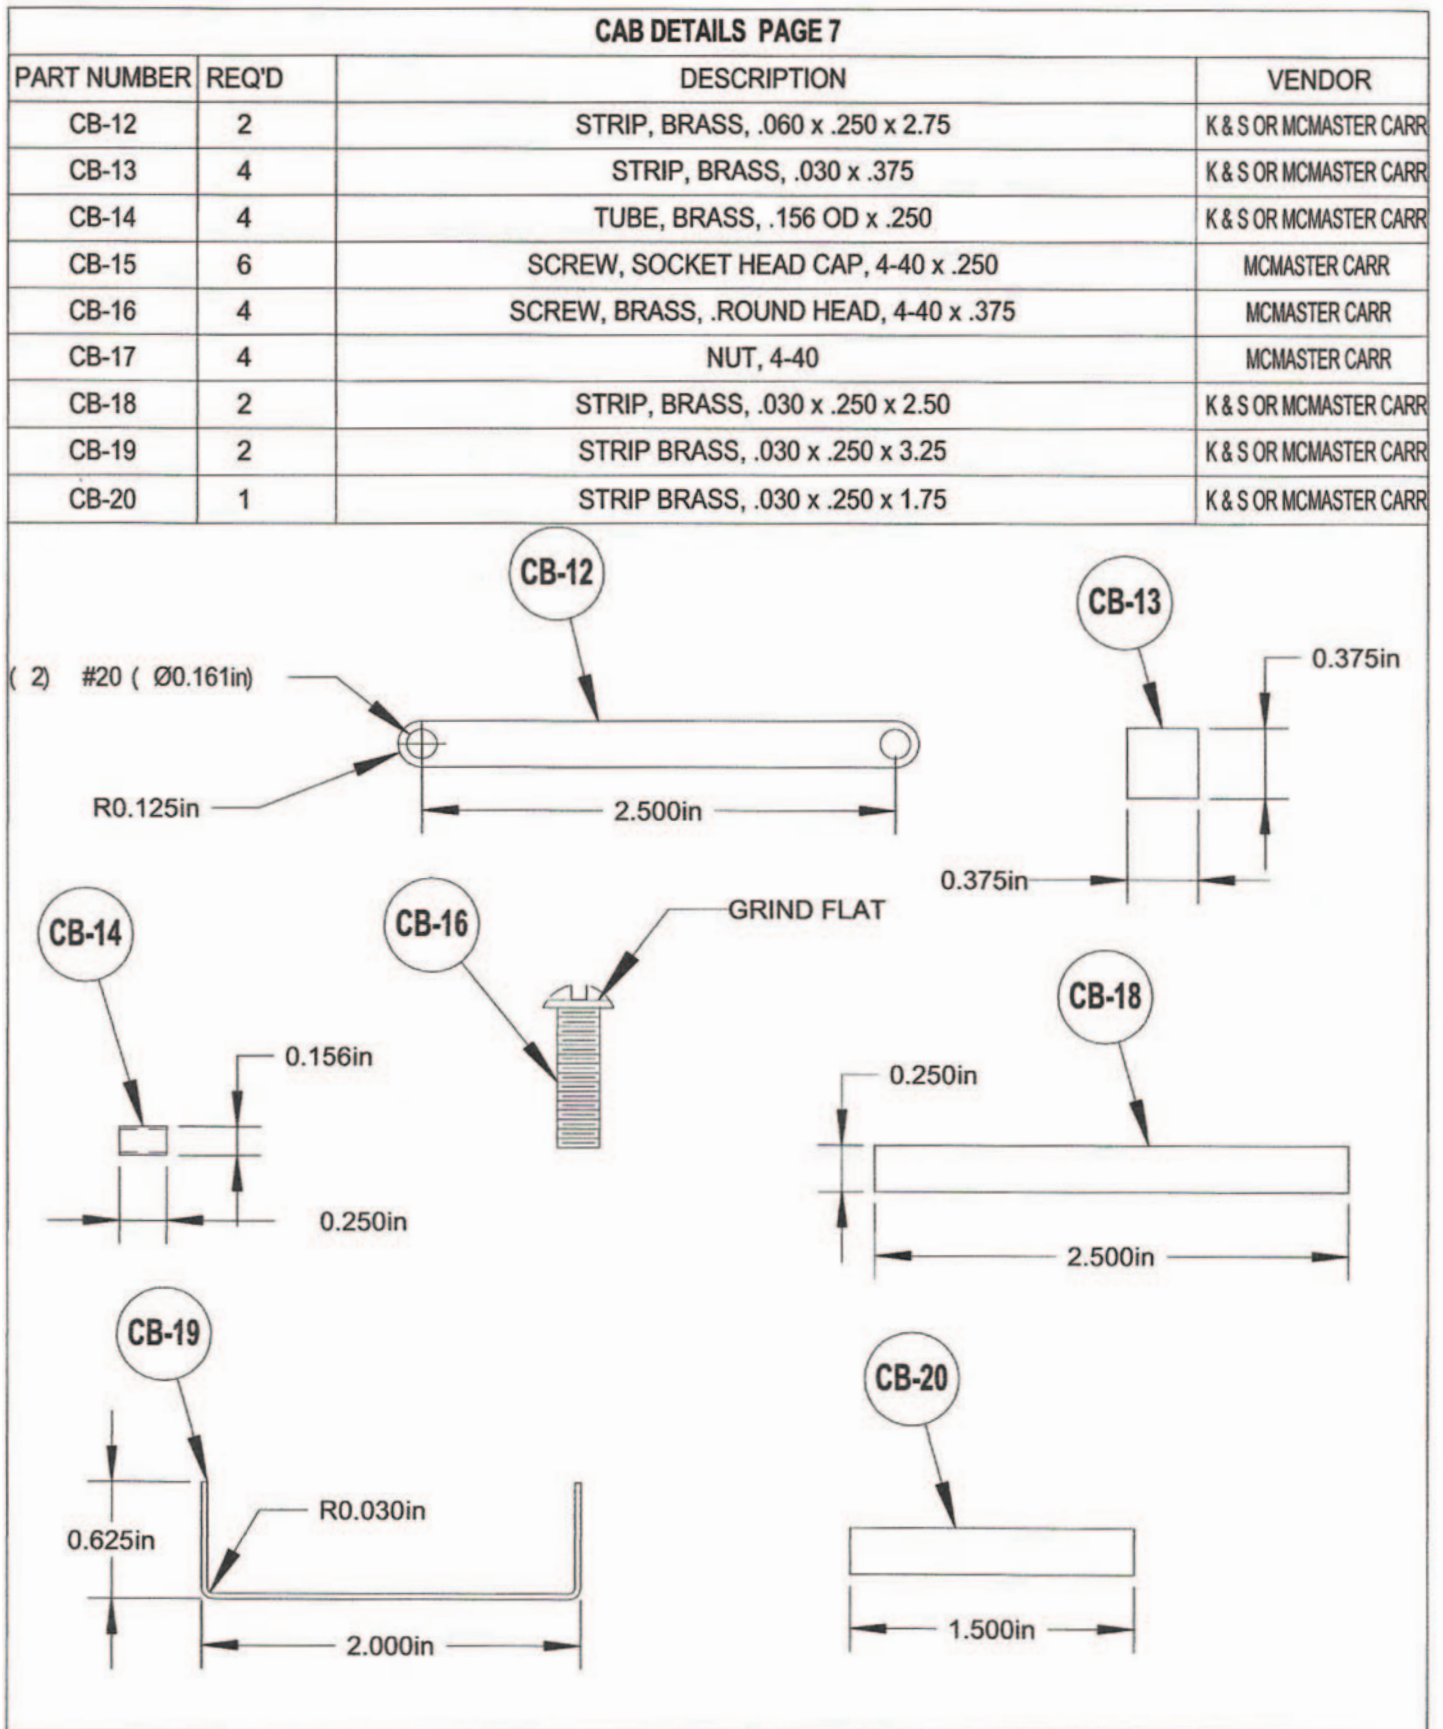 CAB DETAILS PAGE 7
PART NUMBER REQ'D DESCRIPTION VENDOR
CB-12 2 STRIP, BRASS, .060 x .250 x 2.75 K & S OR MCMASTER CARR
CB-13 4 STRIP, BRASS, .030 x .375 K & S OR MCMASTER CARR
CB-14 4 TUBE, BRASS, .156 OD x .250 K & S OR MCMASTER CARR
CB-15 6 SCREW, SOCKET HEAD CAP, 4-40 x .250 MCMASTER CARR
CB-16 4 SCREW, BRASS, .ROUND HEAD, 4-40 x .375 MCMASTER CARR
CB-17 4 NUT, 4-40 MCMASTER CARR
CB-18 2 STRIP, BRASS, .030 x .250 x 2.50 K & S OR MCMASTER CARR
CB-19 2 STRIP BRASS, .030 x .250 x 3.25 K & S OR MCMASTER CARR
CB-20 1 STRIP BRASS, .030 x .250 x 1.75 K & S OR MCMASTER CARR
CB-12
CB-13
( 2) #20 ( Ø0.161in)
0.375in
R0.125in
2.500in
0.375in
CB-14
CB-16
GRIND FLAT
CB-18
0.156in
0.250in
0.250in
2.500in
CB-19
CB-20
R0.030in
0.625in
2.000in
1.500in